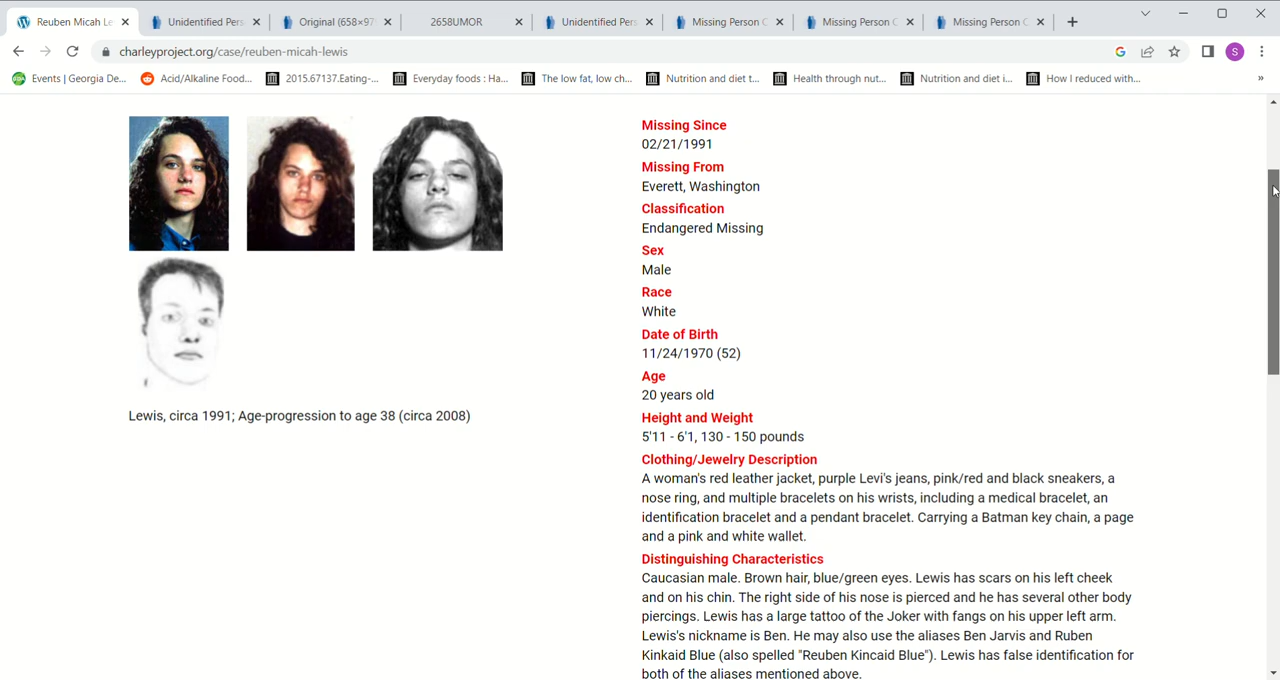 Reuben Micah Le
Unidentified Pers
Original (658×97
2658UMOR
Unidentified Pers
Missing Person C
Missing Person C
Missing Person C
charleyproject.org/case/reuben-micah-lewis
S
Events | Georgia De...
Acid/Alkaline Food...
2015.67137.Eating-...
Everyday foods : Ha...
The low fat, low ch...
Nutrition and diet t...
Health through nut...
Nutrition and diet i...
How I reduced with...
»
Lewis, circa 1991; Age-progression to age 38 (circa 2008)
Missing Since
02/21/1991
Missing From
Everett, Washington
Classification
Endangered Missing
Sex
Male
Race
White
Date of Birth
11/24/1970 (52)
Age
20 years old
Height and Weight
5'11 - 6'1, 130 - 150 pounds
Clothing/Jewelry Description
A woman's red leather jacket, purple Levi's jeans, pink/red and black sneakers, a
nose ring, and multiple bracelets on his wrists, including a medical bracelet, an
identification bracelet and a pendant bracelet. Carrying a Batman key chain, a page
and a pink and white wallet.
Distinguishing Characteristics
Caucasian male. Brown hair, blue/green eyes. Lewis has scars on his left cheek
and on his chin. The right side of his nose is pierced and he has several other body
piercings. Lewis has a large tattoo of the Joker with fangs on his upper left arm.
Lewis's nickname is Ben. He may also use the aliases Ben Jarvis and Ruben
Kinkaid Blue (also spelled "Reuben Kincaid Blue"). Lewis has false identification for
both of the aliases mentioned above.